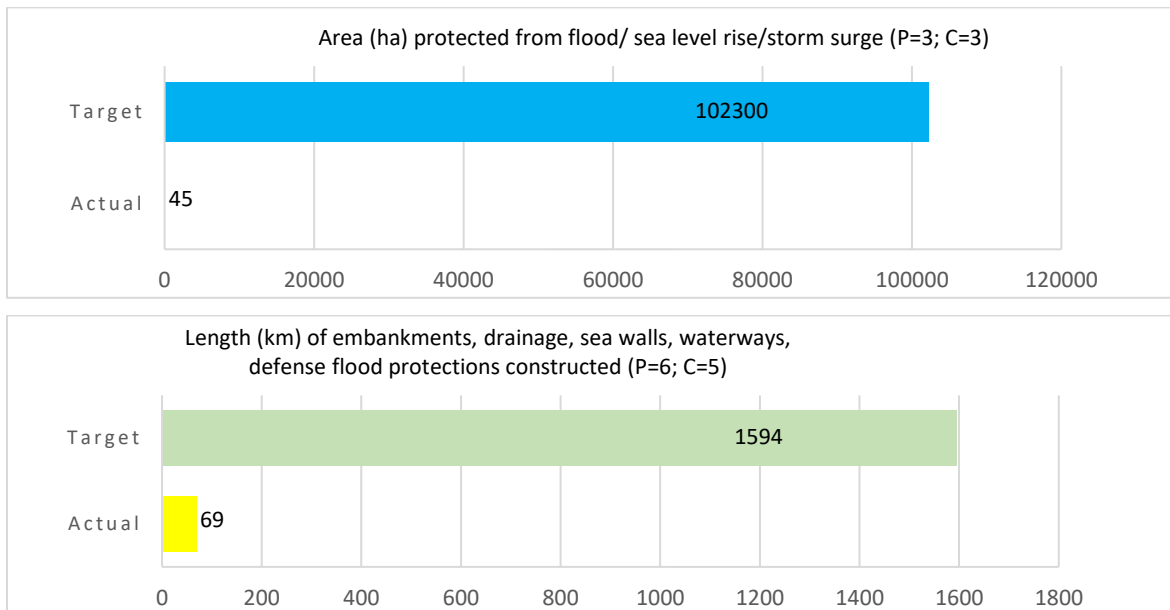 Area (ha) protected from flood/ sea level rise/storm surge (P=3; C=3)
Target
102300
Actual
45
0 20000 40000 60000 80000 100000 120000
Length (km) of embankments, drainage, sea walls, waterways,
defense flood protections constructed (P=6; C=5)
Target
1594
Actual
69
0 200 400 600 800 1000 1200 1400 1600 1800